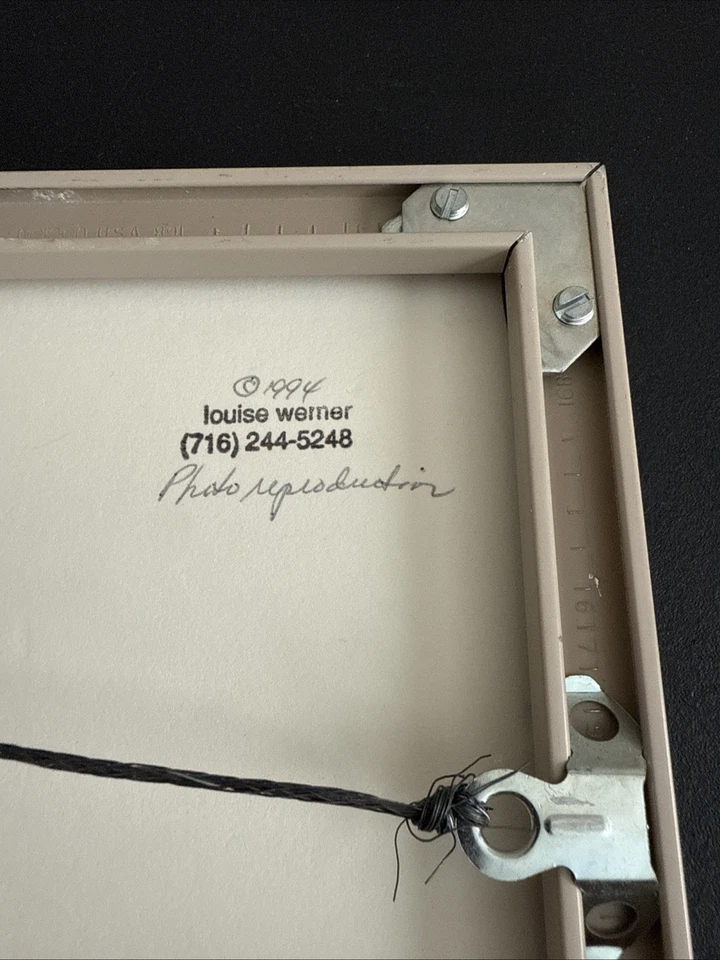 © 1994
louise werner
(716) 244-5248
Photo reproduction